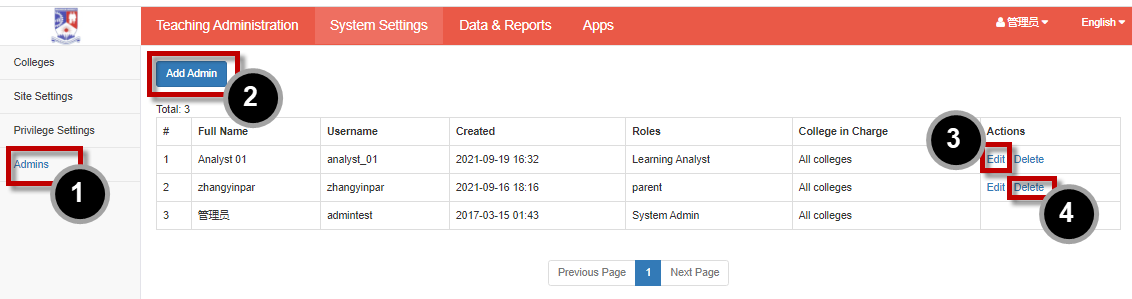 Teaching Administration System Settings Data & Reports Apps 管理员 English
Colleges
Site Settings
Privilege Settings
Admins
1
Add Admin
2
Total: 3
3
# Full Name Username Created Roles College in Charge Actions
1 Analyst 01 analyst_01 2021-09-19 16:32 Learning Analyst All colleges Edit Delete
2 zhangyinpar zhangyinpar 2021-09-16 18:16 parent All colleges Edit Delete
4
3 管理员 admintest 2017-03-15 01:43 System Admin All colleges
Previous Page 1 Next Page